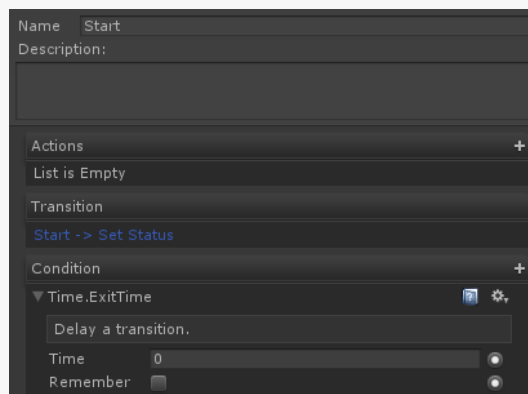 Name Start
Description:
Actions +
List is Empty
Transition
Start -> Set Status
Condition +
Time.ExitTime ?
Delay a transition.
Time 0
Remember